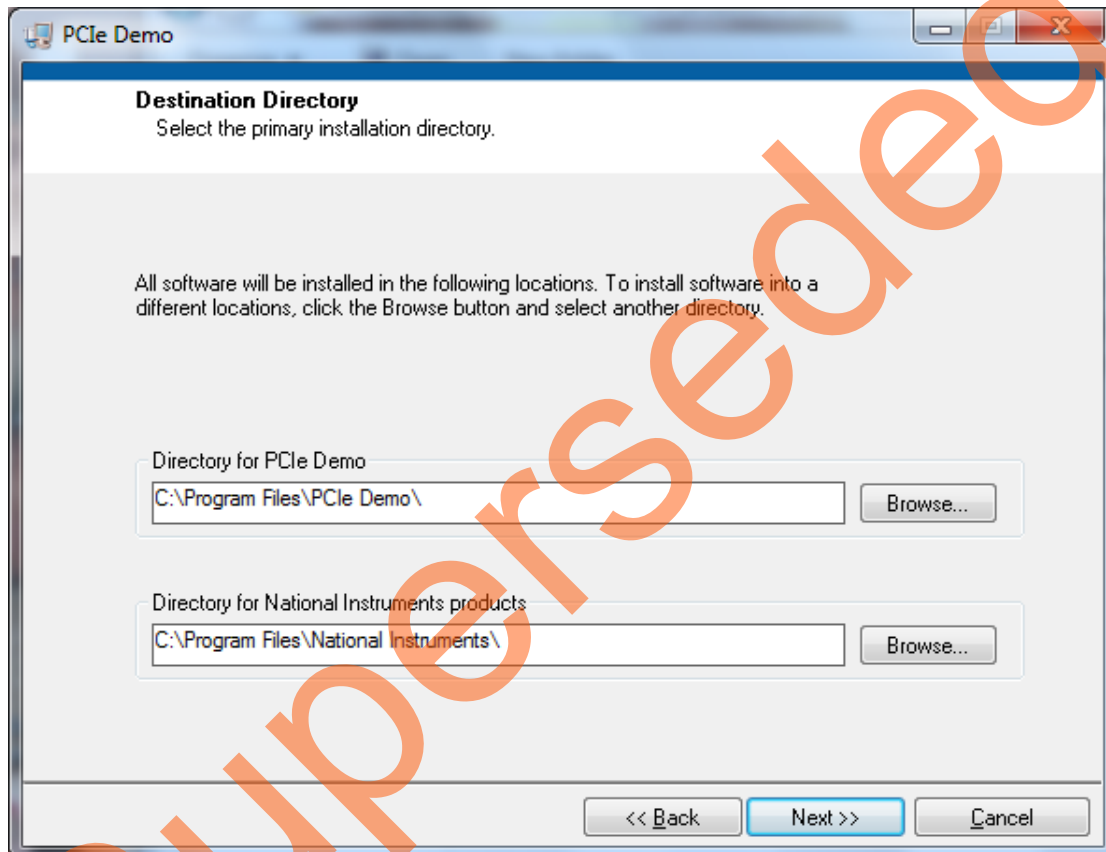 PCIe Demo
Destination Directory
Select the primary installation directory.
All software will be installed in the following locations. To install software into a
different locations, click the Browse button and select another directory.
Directory for PCIe Demo
C:\Program Files\PCIe Demo\
Browse...
Directory for National Instruments products
C:\Program Files\National Instruments\
Browse...
<< Back
Next >>
Cancel
uperseded